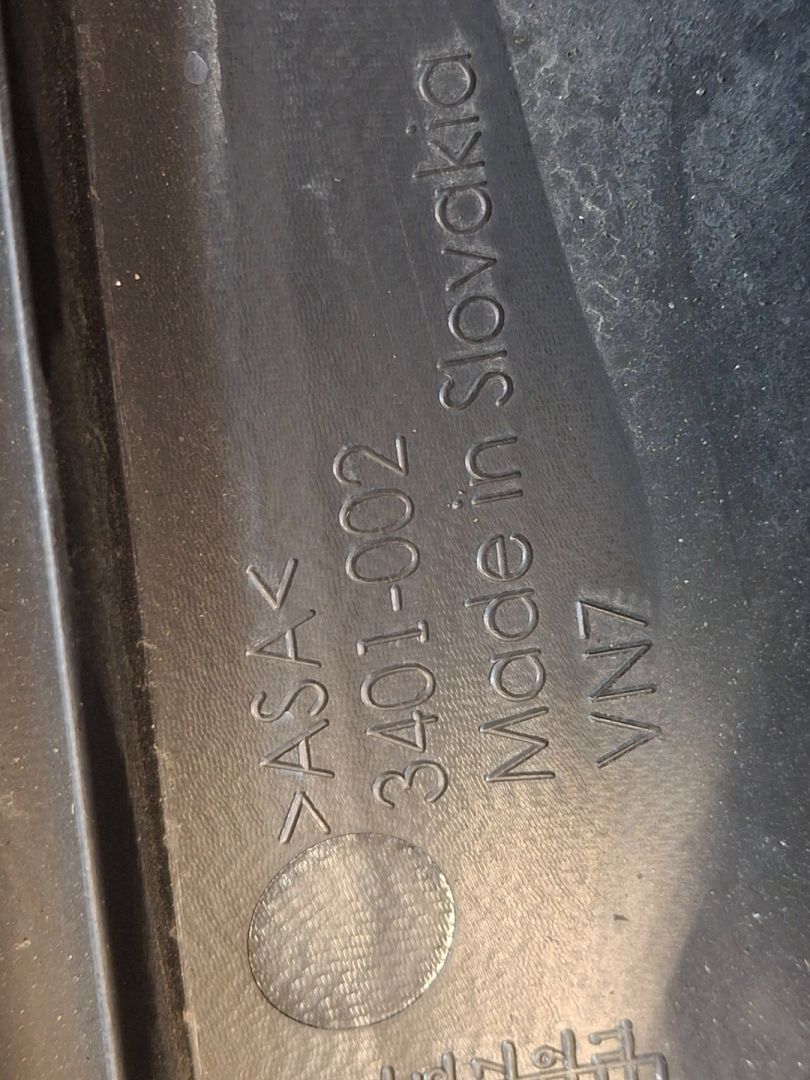 >ASA<
3401-002
Made in Slovakia
VN7